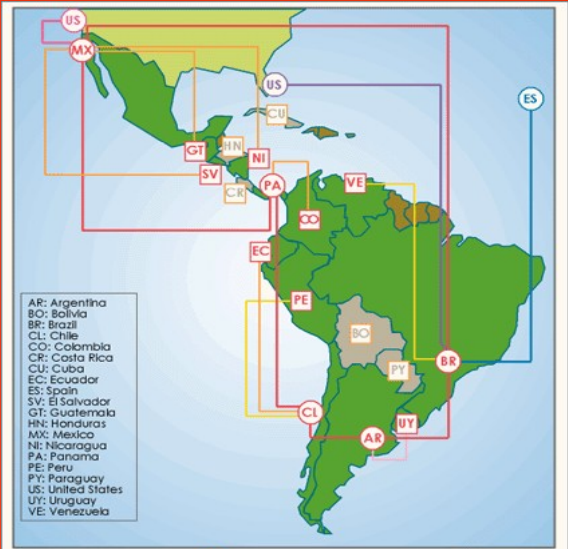 US
MX
US
ES
CU
GT
HN
NI
SV
PA
VE
CR
CO
EC
PE
BO
BR
PY
CL
UY
AR
AR: Argentina
BO: Bolivia
BR: Brazil
CL: Chile
CO: Colombia
CR: Costa Rica
CU: Cuba
EC: Ecuador
ES: Spain
SV: El Salvador
GT: Guatemala
HN: Honduras
MX: Mexico
NI: Nicaragua
PA: Panama
PE: Peru
PY: Paraguay
US: United States
UY: Uruguay
VE: Venezuela